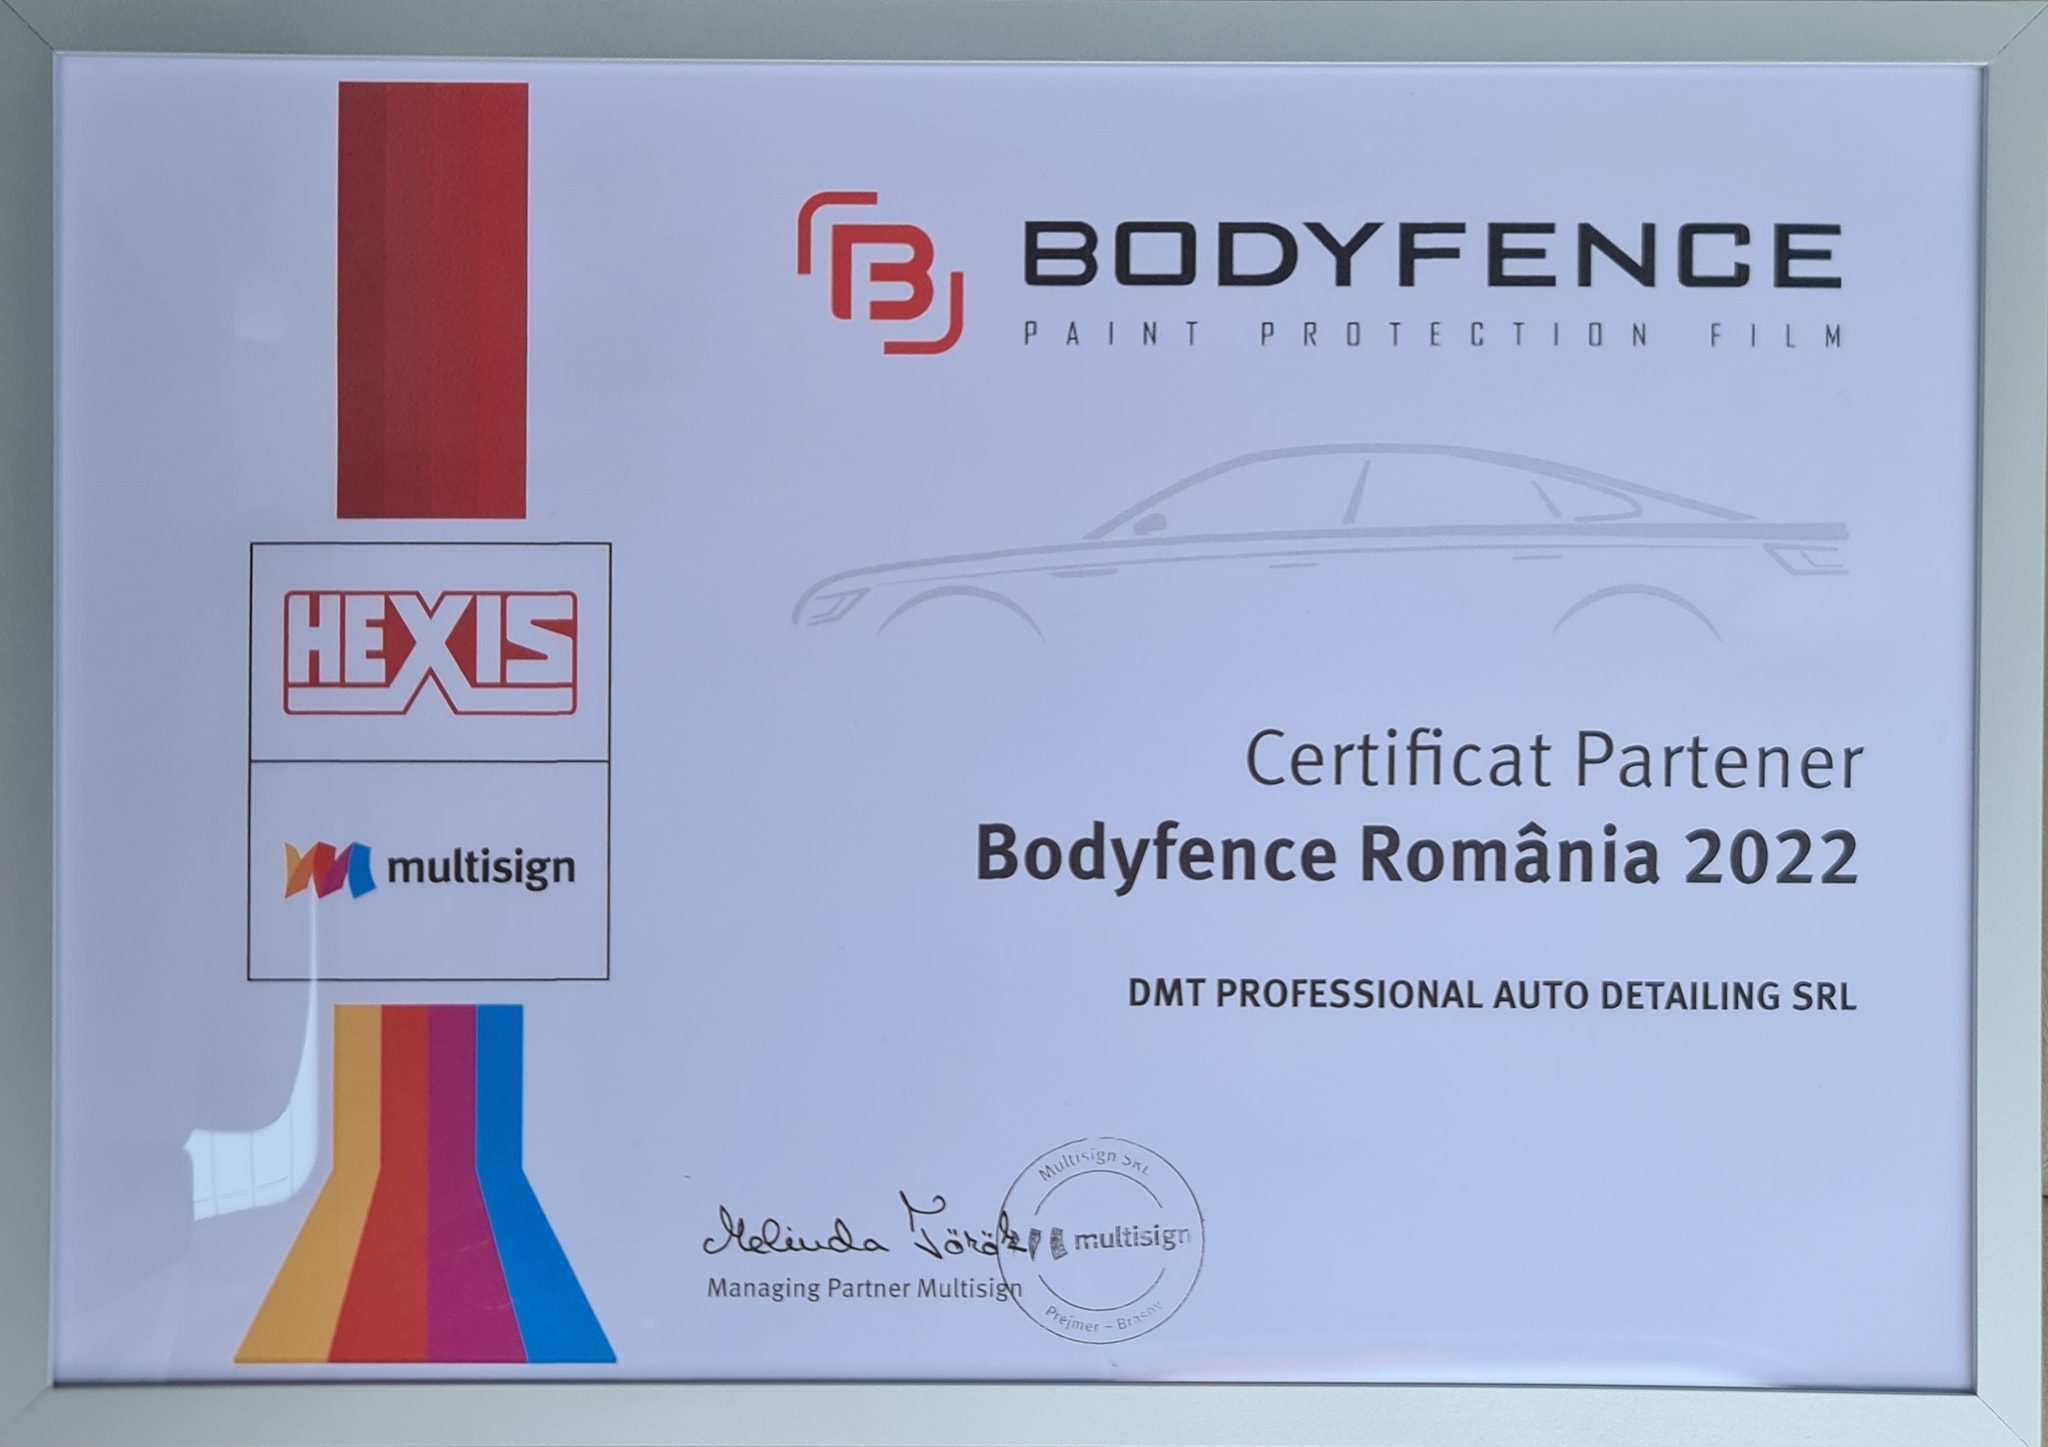 BODYFENCE
PAINT PROTECTION FILM
HEXIS
multisign
Certificat Partener
Bodyfence România 2022
DMT PROFESSIONAL AUTO DETAILING SRL
Melinda Török
Managing Partner Multisign
Multisign SRL
multisign
Prejmer – Brasov